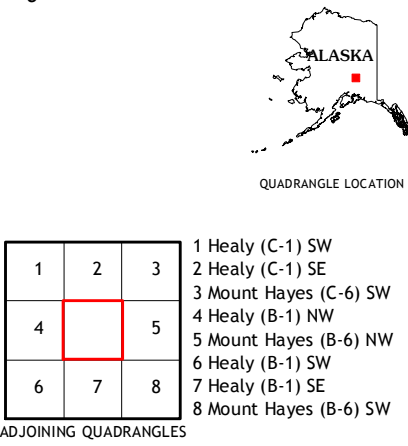 ALASKA
QUADRANGLE LOCATION
1 2 3
4 5
6 7 8
1 Healy (C-1) SW
2 Healy (C-1) SE
3 Mount Hayes (C-6) SW
4 Healy (B-1) NW
5 Mount Hayes (B-6) NW
6 Healy (B-1) SW
7 Healy (B-1) SE
8 Mount Hayes (B-6) SW
ADJOINING QUADRANGLES